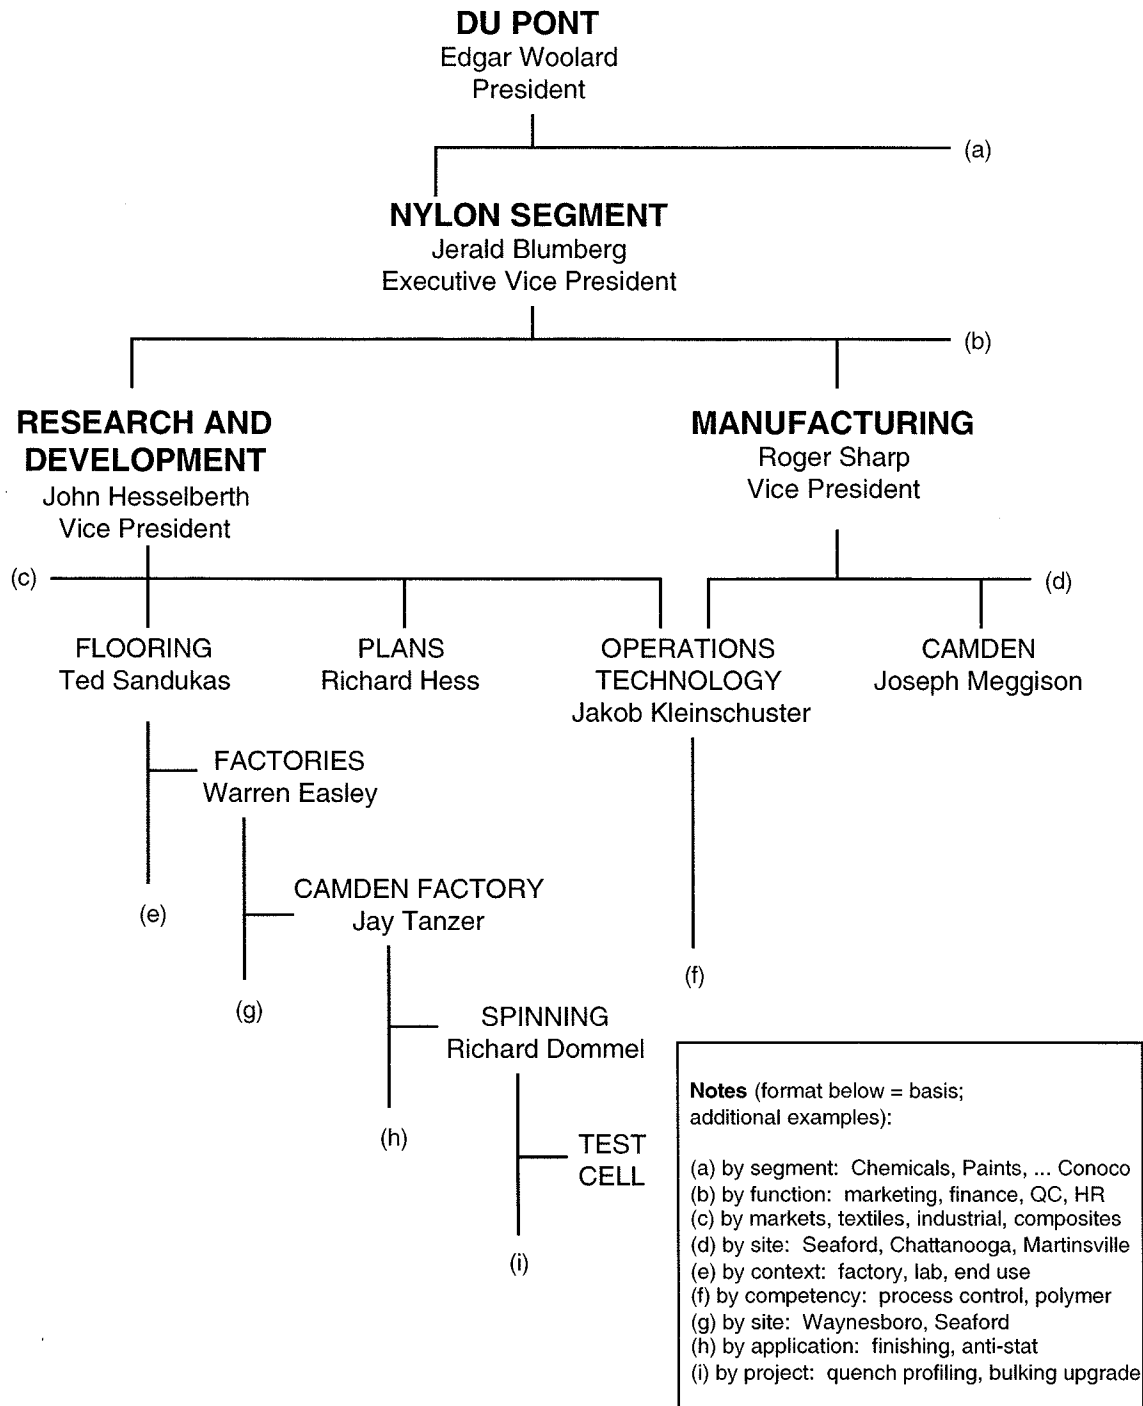 DU PONT
Edgar Woolard
President
(a)
NYLON SEGMENT
Jerald Blumberg
Executive Vice President
(b)
RESEARCH AND
DEVELOPMENT
John Hesselberth
Vice President
MANUFACTURING
Roger Sharp
Vice President
(c)
(d)
FLOORING
Ted Sandukas
PLANS
Richard Hess
OPERATIONS
TECHNOLOGY
Jakob Kleinschuster
CAMDEN
Joseph Meggison
FACTORIES
Warren Easley
CAMDEN FACTORY
Jay Tanzer
(e)
(f)
(g)
SPINNING
Richard Dommel
(h)
TEST
CELL
(i)
Notes (format below = basis;
additional examples):
(a) by segment: Chemicals, Paints, ... Conoco
(b) by function: marketing, finance, QC, HR
(c) by markets, textiles, industrial, composites
(d) by site: Seaford, Chattanooga, Martinsville
(e) by context: factory, lab, end use
(f) by competency: process control, polymer
(g) by site: Waynesboro, Seaford
(h) by application: finishing, anti-stat
(i) by project: quench profiling, bulking upgrade